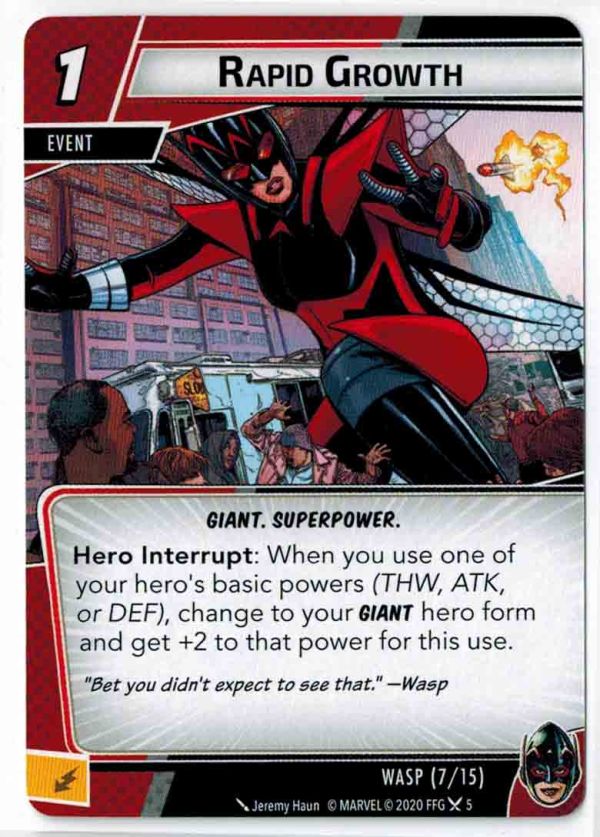 1
RAPID GROWTH
EVENT
SLOW
GIANT. SUPERPOWER.
Hero Interrupt: When you use one of
your hero's basic powers (THW, ATK,
or DEF), change to your GIANT hero form
and get +2 to that power for this use.
"Bet you didn't expect to see that." —Wasp
WASP (7/15)
Jeremy Haun © MARVEL © 2020 FFG 5